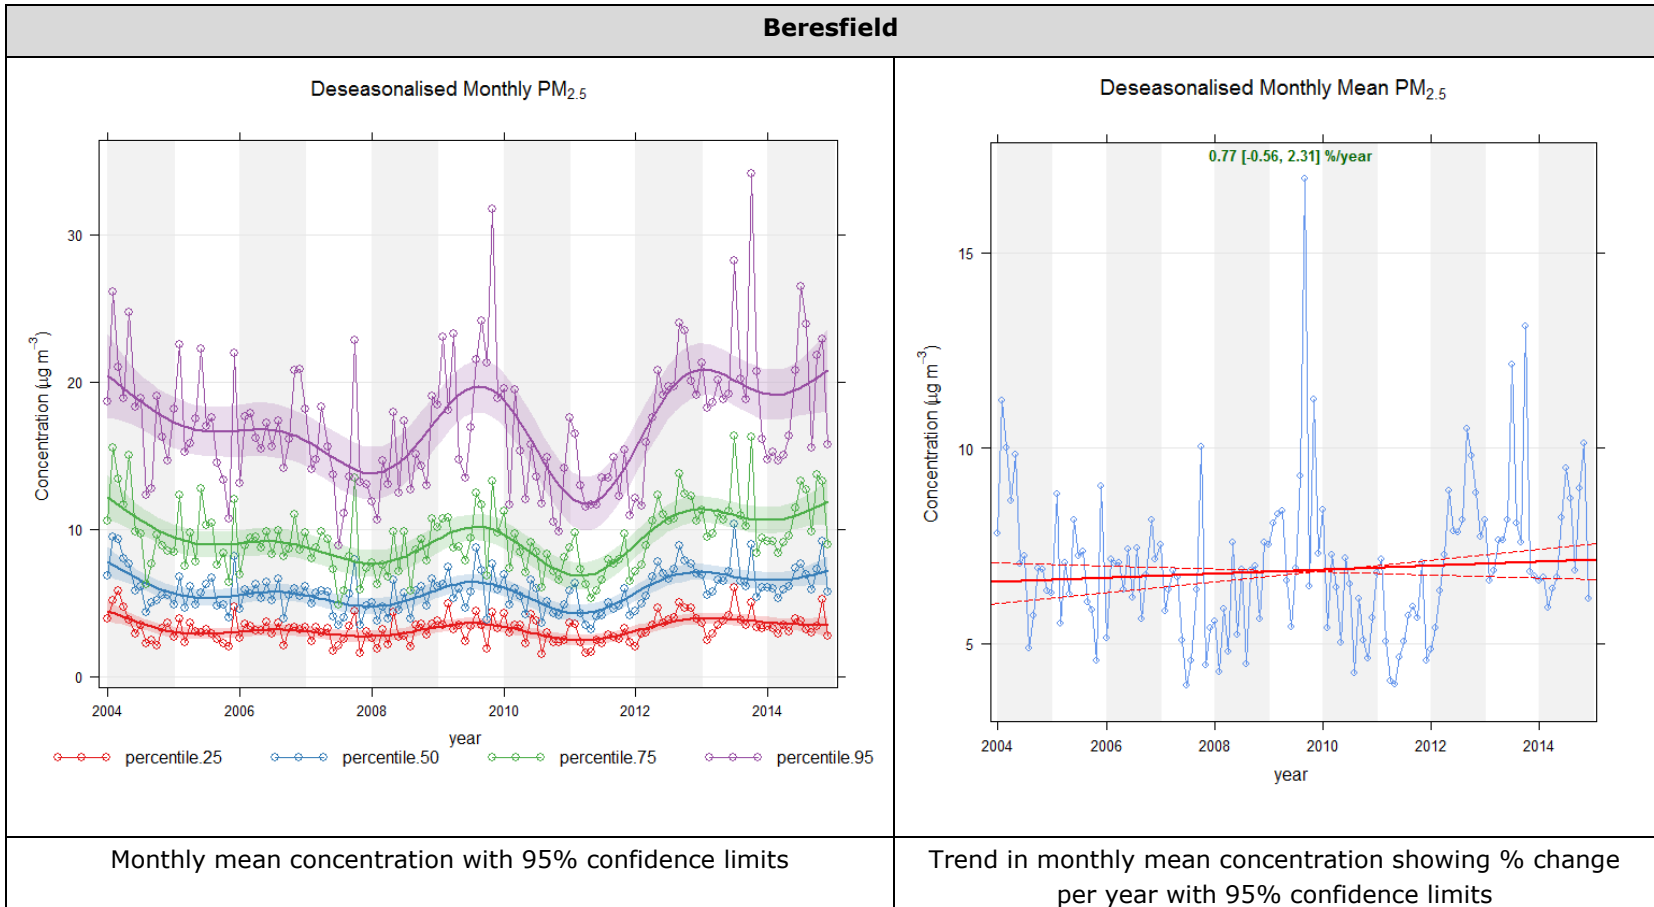 Beresfield
Deseasonalised Monthly PM2.5
Concentration (µg m−3)
30
20
10
0
2004 2006 2008 2010 2012 2014
year
percentile.25 percentile.50 percentile.75 percentile.95
Deseasonalised Monthly Mean PM2.5
0.77 [-0.56, 2.31] %/year
Concentration (µg m−3)
15
10
5
2004 2006 2008 2010 2012 2014
year
Monthly mean concentration with 95% confidence limits
Trend in monthly mean concentration showing % change
per year with 95% confidence limits